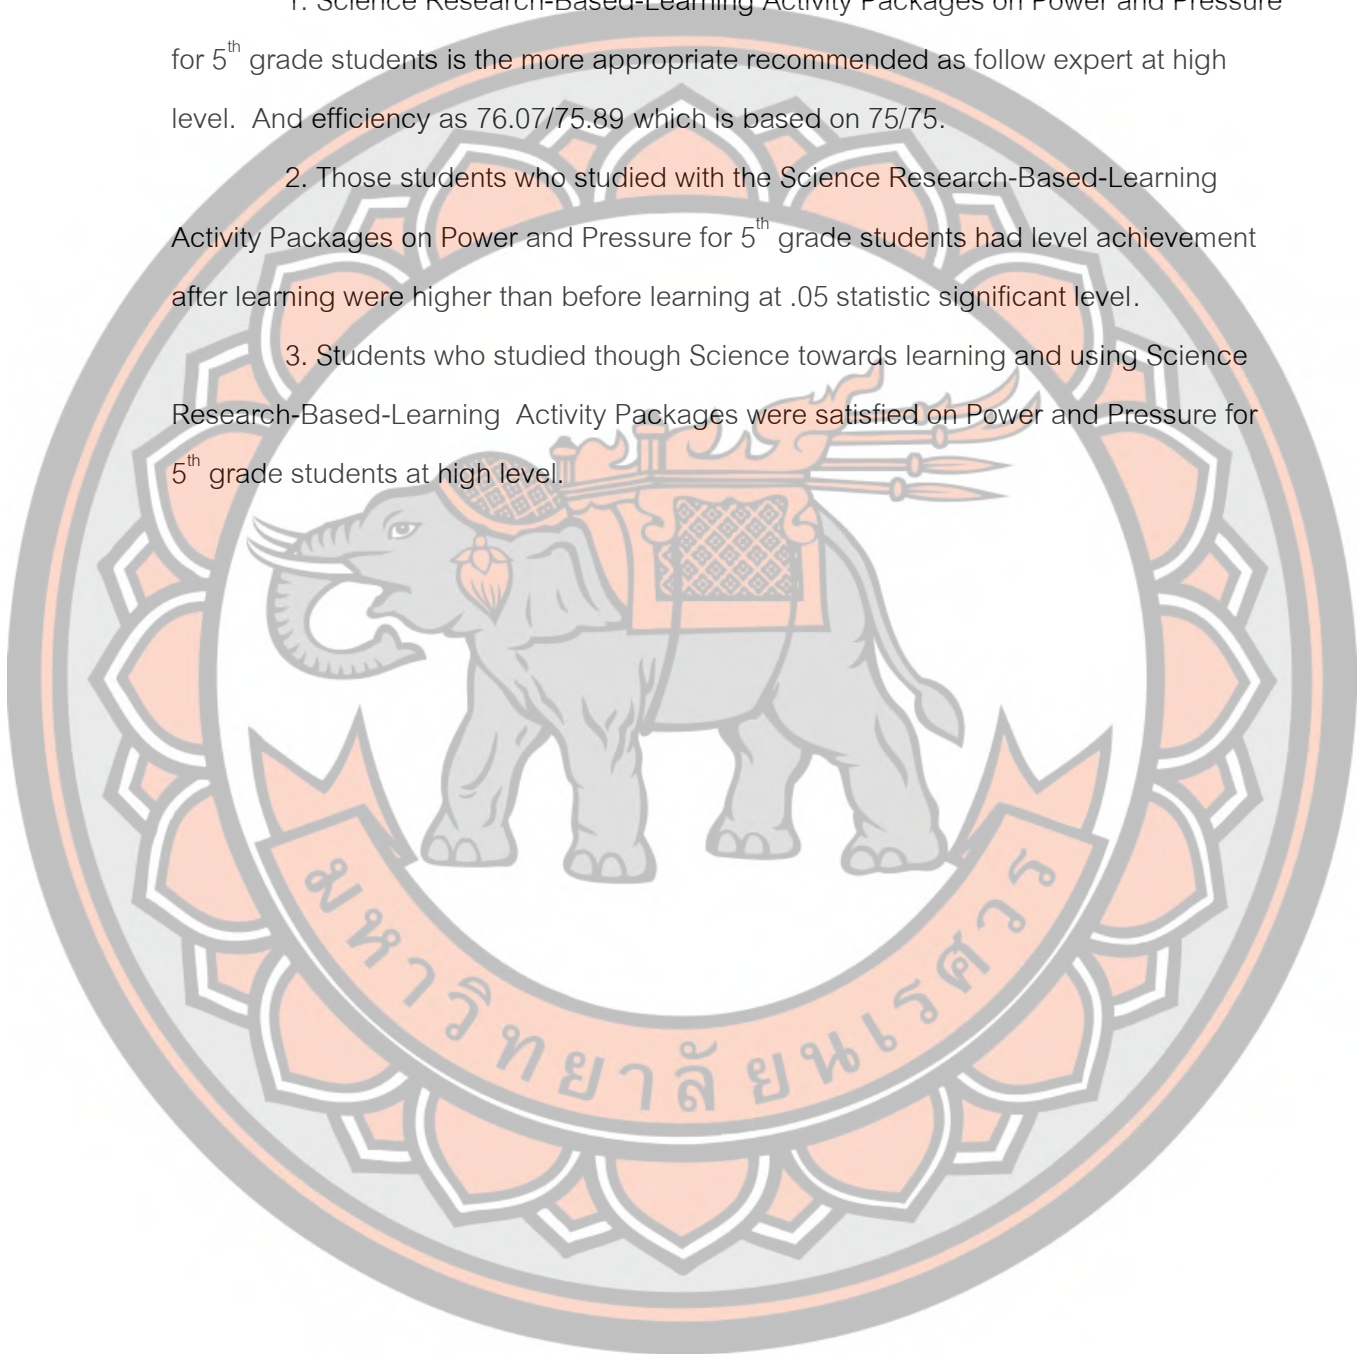 1. Science Research-Based-Learning Activity Packages on Power and Pressure
for 5th grade students is the more appropriate recommended as follow expert at high
level.  And efficiency as 76.07/75.89 which is based on 75/75.
2. Those students who studied with the Science Research-Based-Learning
Activity Packages on Power and Pressure for 5th grade students had level achievement
after learning were higher than before learning at .05 statistic significant level.
3. Students who studied though Science towards learning and using Science
Research-Based-Learning  Activity Packages were satisfied on Power and Pressure for
5th grade students at high level.
มหาวิทยาลัยนเรศวร